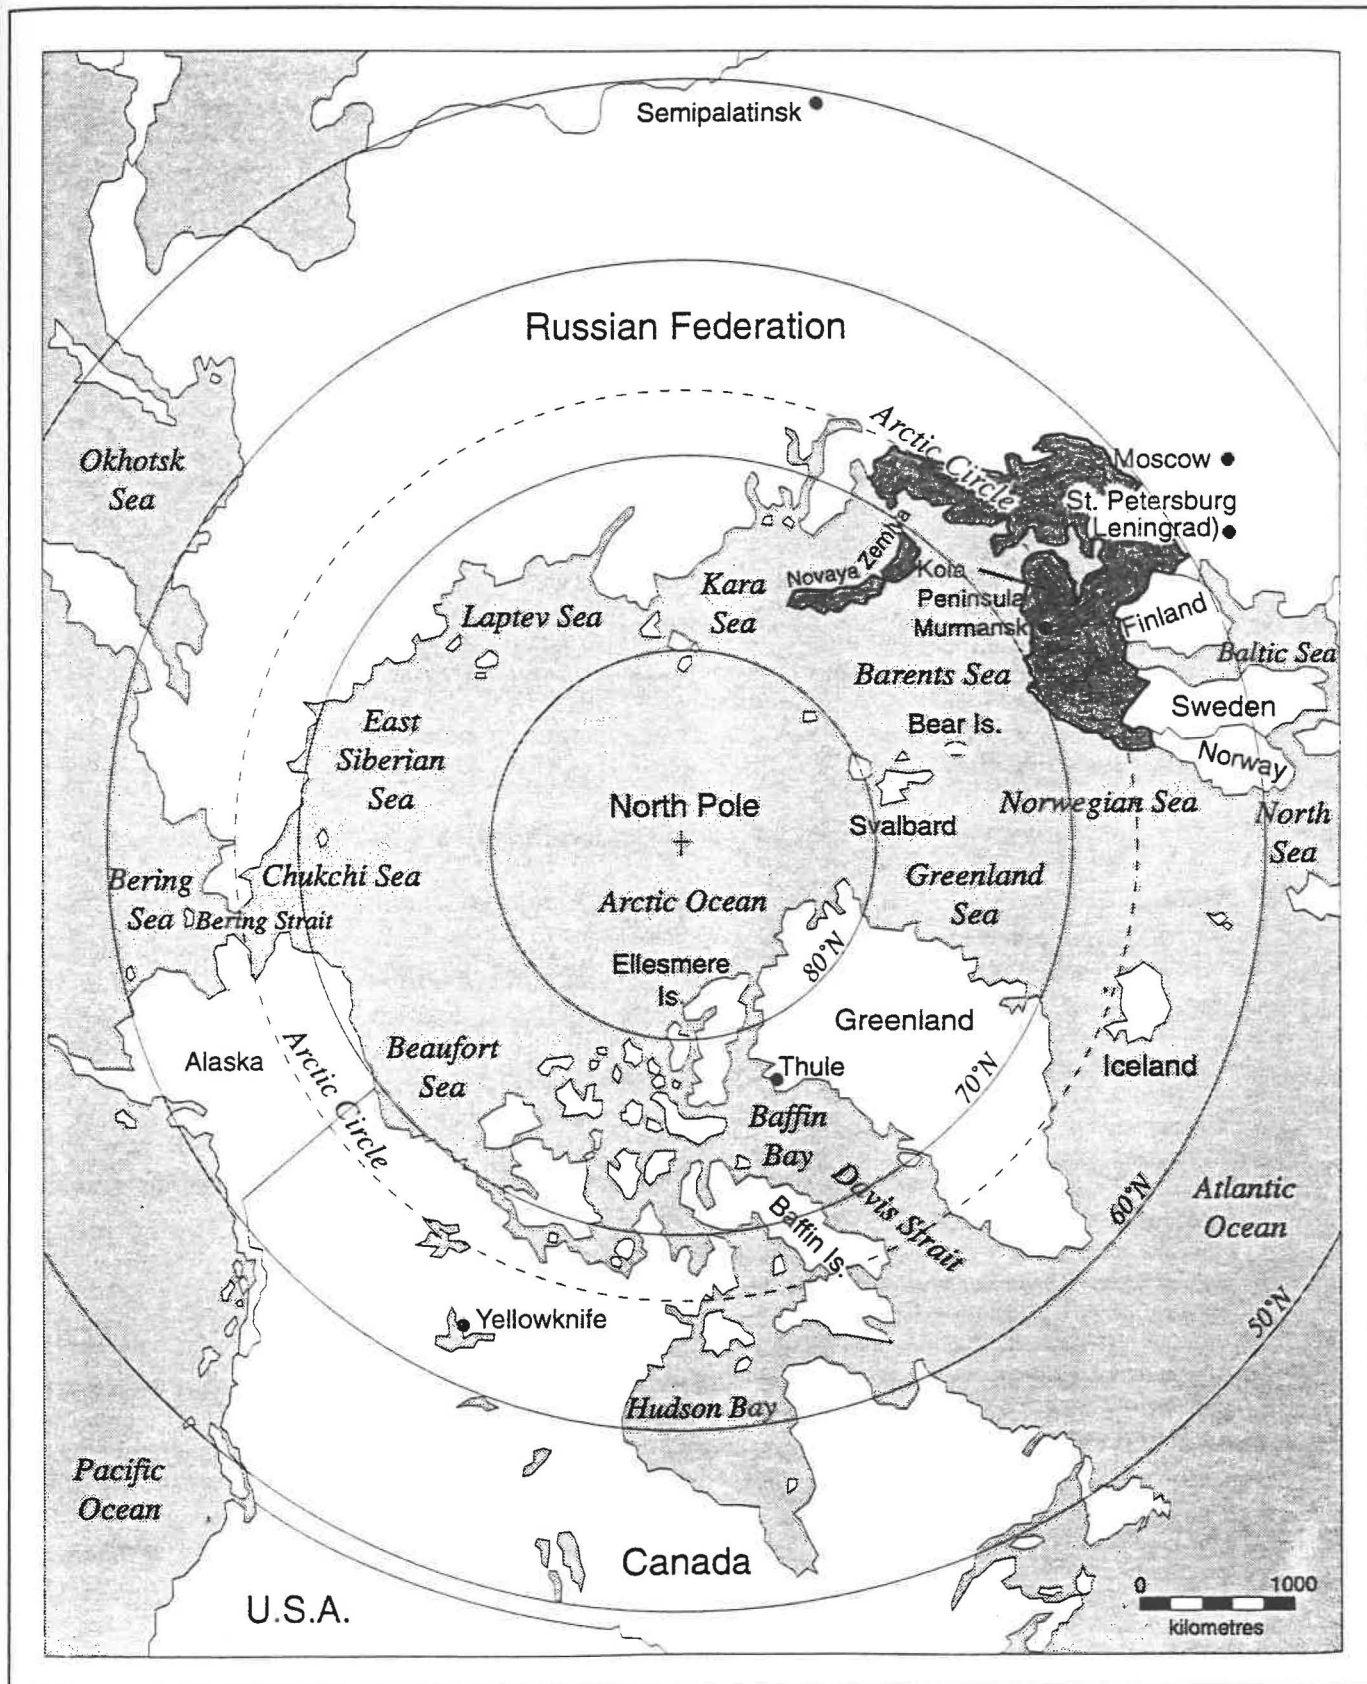 Semipalatinsk
Russian Federation
Arctic Circle
Moscow
St. Petersburg
(Leningrad)
Okhotsk
Sea
Novaya Zemlya
Kola
Peninsula
Murmansk
Finland
Kara
Sea
Laptev Sea
Baltic Sea
Barents Sea
Sweden
Bear Is.
Norway
East
Siberian
Sea
North Pole
Svalbard
Norwegian Sea
North
Sea
Bering
Sea
Bering Strait
Chukchi Sea
Arctic Ocean
Greenland
Sea
Ellesmere
Is.
80°N
Greenland
Alaska
Arctic Circle
Beaufort
Sea
Thule
70°N
Iceland
Baffin
Bay
Davis Strait
Baffin Is.
60°N
Atlantic
Ocean
50°N
Yellowknife
Hudson Bay
Pacific
Ocean
Canada
U.S.A.
0 1000
kilometres